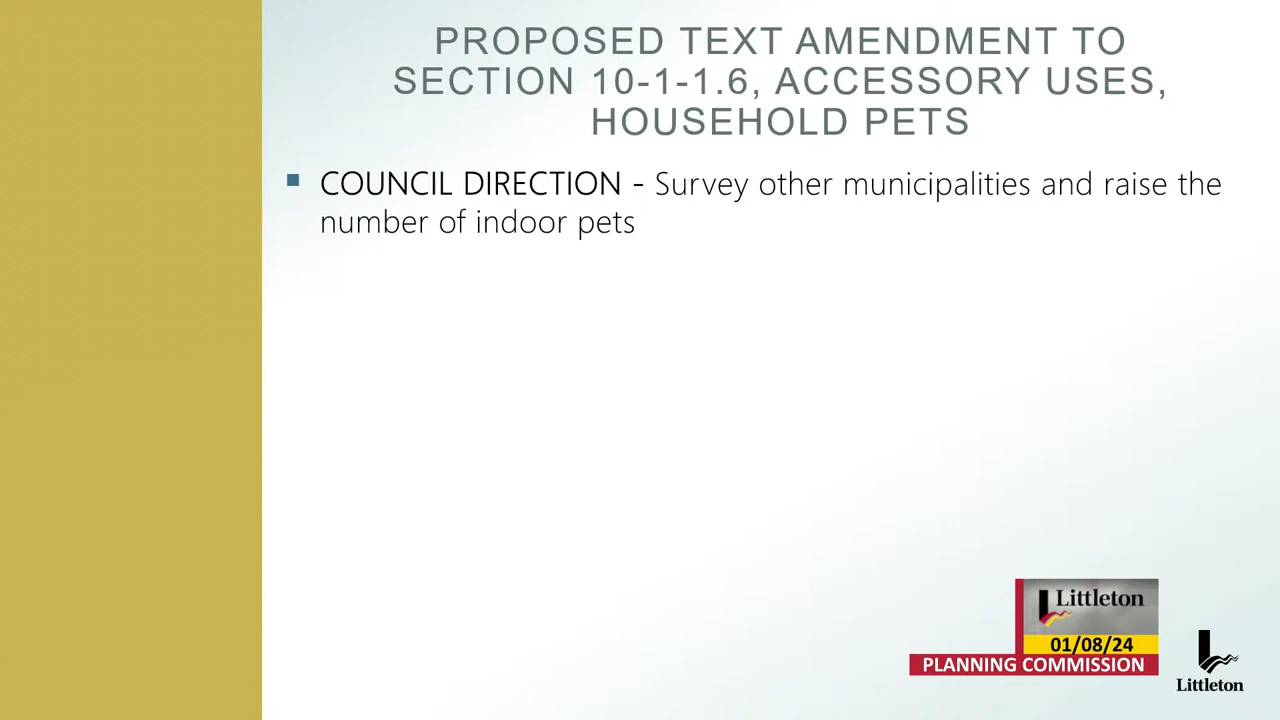 PROPOSED TEXT AMENDMENT TO
SECTION 10-1-1.6, ACCESSORY USES,
HOUSEHOLD PETS
COUNCIL DIRECTION - Survey other municipalities and raise the
number of indoor pets
Littleton
01/08/24
PLANNING COMMISSION
Littleton